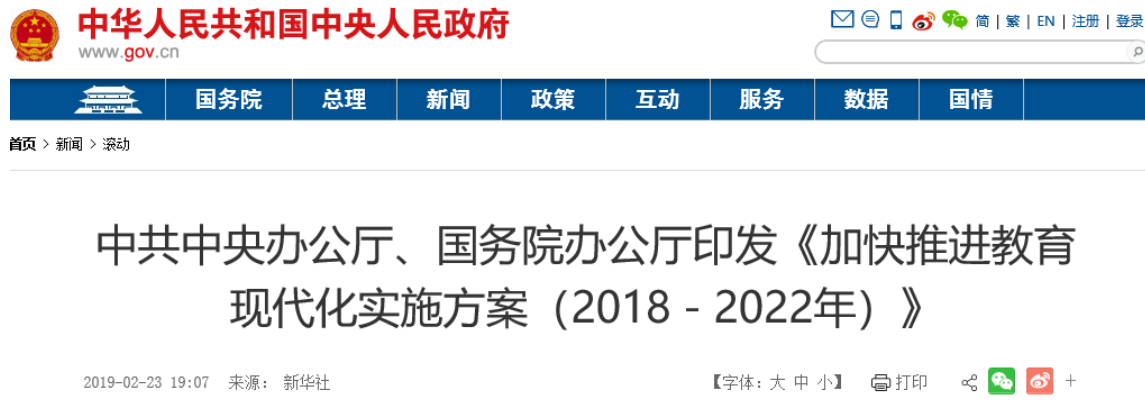 中华人民共和国中央人民政府
www.gov.cn
简 | 繁 | EN | 注册 | 登录
国务院 总理 新闻 政策 互动 服务 数据 国情
首页 > 新闻 > 滚动
中共中央办公厅、国务院办公厅印发《加快推进教育
现代化实施方案（2018－2022年）》
2019-02-23 19:07 来源： 新华社 【字体：大 中 小】 打印 +